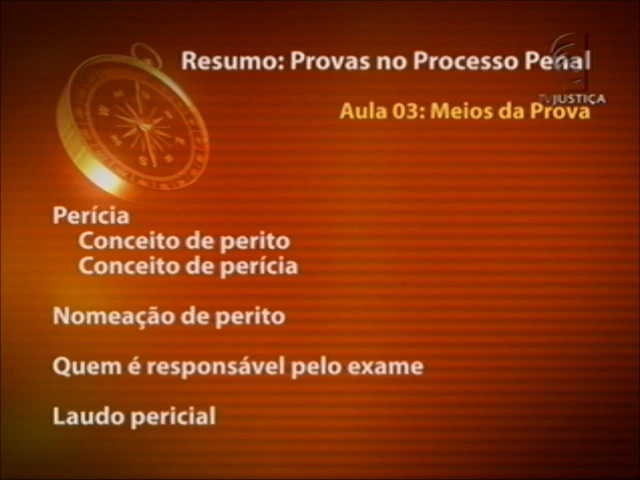 Resumo: Provas no Processo Penal
TV JUSTIÇA
Aula 03: Meios da Prova
Perícia
Conceito de perito
Conceito de perícia
Nomeação de perito
Quem é responsável pelo exame
Laudo pericial